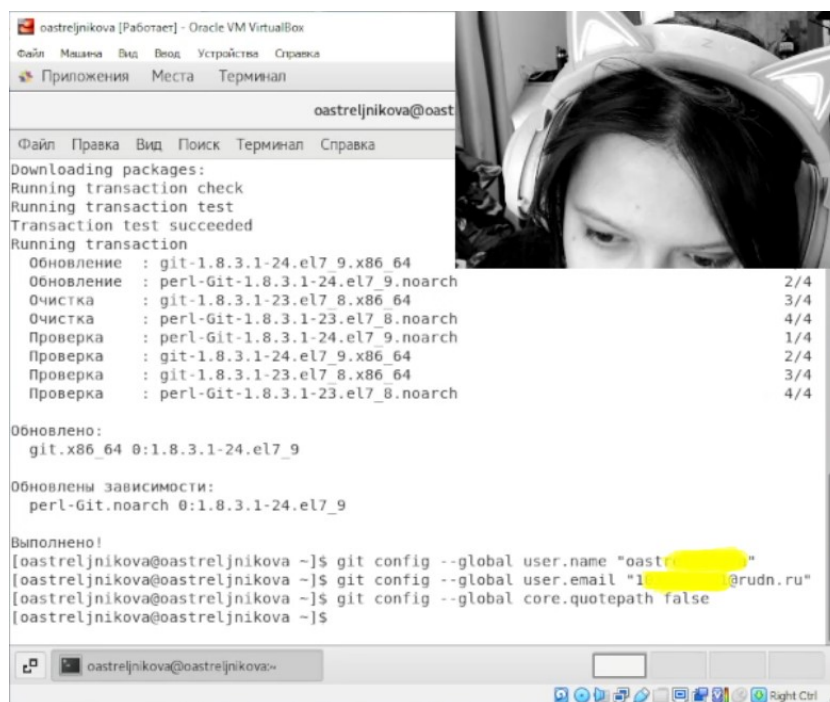 oastreljnikova [Работает] - Oracle VM VirtualBox
Файл Машина Вид Ввод Устройства Справка
Приложения Места Терминал
oastreljnikova@oast
Файл Правка Вид Поиск Терминал Справка
Downloading packages:
Running transaction check
Running transaction test
Transaction test succeeded
Running transaction
Обновление : git-1.8.3.1-24.el7_9.x86_64
Обновление : perl-Git-1.8.3.1-24.el7_9.noarch 2/4
Очистка : git-1.8.3.1-23.el7_8.x86_64 3/4
Очистка : perl-Git-1.8.3.1-23.el7_8.noarch 4/4
Проверка : perl-Git-1.8.3.1-24.el7_9.noarch 1/4
Проверка : git-1.8.3.1-24.el7_9.x86_64 2/4
Проверка : git-1.8.3.1-23.el7_8.x86_64 3/4
Проверка : perl-Git-1.8.3.1-23.el7_8.noarch 4/4
Обновлено:
git.x86_64 0:1.8.3.1-24.el7_9
Обновлены зависимости:
perl-Git.noarch 0:1.8.3.1-24.el7_9
Выполнено!
[oastreljnikova@oastreljnikova ~]$ git config --global user.name "oastr
[oastreljnikova@oastreljnikova ~]$ git config --global user.email "1 @rudn.ru"
[oastreljnikova@oastreljnikova ~]$ git config --global core.quotepath false
[oastreljnikova@oastreljnikova ~]$
oastreljnikova@oastreljnikova:~
Right Ctrl